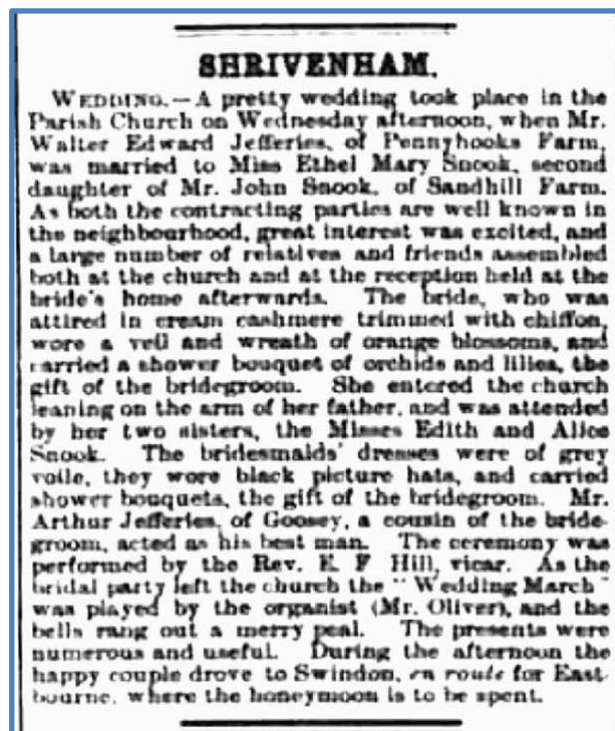 SHRIVENHAM.
WEDDING.—A pretty wedding took place in the
Parish Church on Wednesday afternoon, when Mr.
Walter Edward Jefferies, of Pennyhooks Farm,
was married to Miss Ethel Mary Snook, second
daughter of Mr. John Snook, of Sandhill Farm.
As both the contracting parties are well known in
the neighbourhood, great interest was excited, and
a large number of relatives and friends assembled
both at the church and at the reception held at the
bride's home afterwards. The bride, who was
attired in cream cashmere trimmed with chiffon,
wore a veil and wreath of orange blossoms, and
carried a shower bouquet of orchids and lilies, the
gift of the bridegroom. She entered the church
leaning on the arm of her father, and was attended
by her two sisters, the Misses Edith and Alice
Snook. The bridesmaids' dresses were of grey
voile, they wore black picture hats, and carried
shower bouquets, the gift of the bridegroom. Mr.
Arthur Jefferies, of Goosey, a cousin of the bride-
groom, acted as his best man. The ceremony was
performed by the Rev. E. F Hill, vicar. As the
bridal party left the church the "Wedding March"
was played by the organist (Mr. Oliver), and the
bells rang out a merry peal. The presents were
numerous and useful. During the afternoon the
happy couple drove to Swindon, en route for East
bourne, where the honeymoon is to be spent.